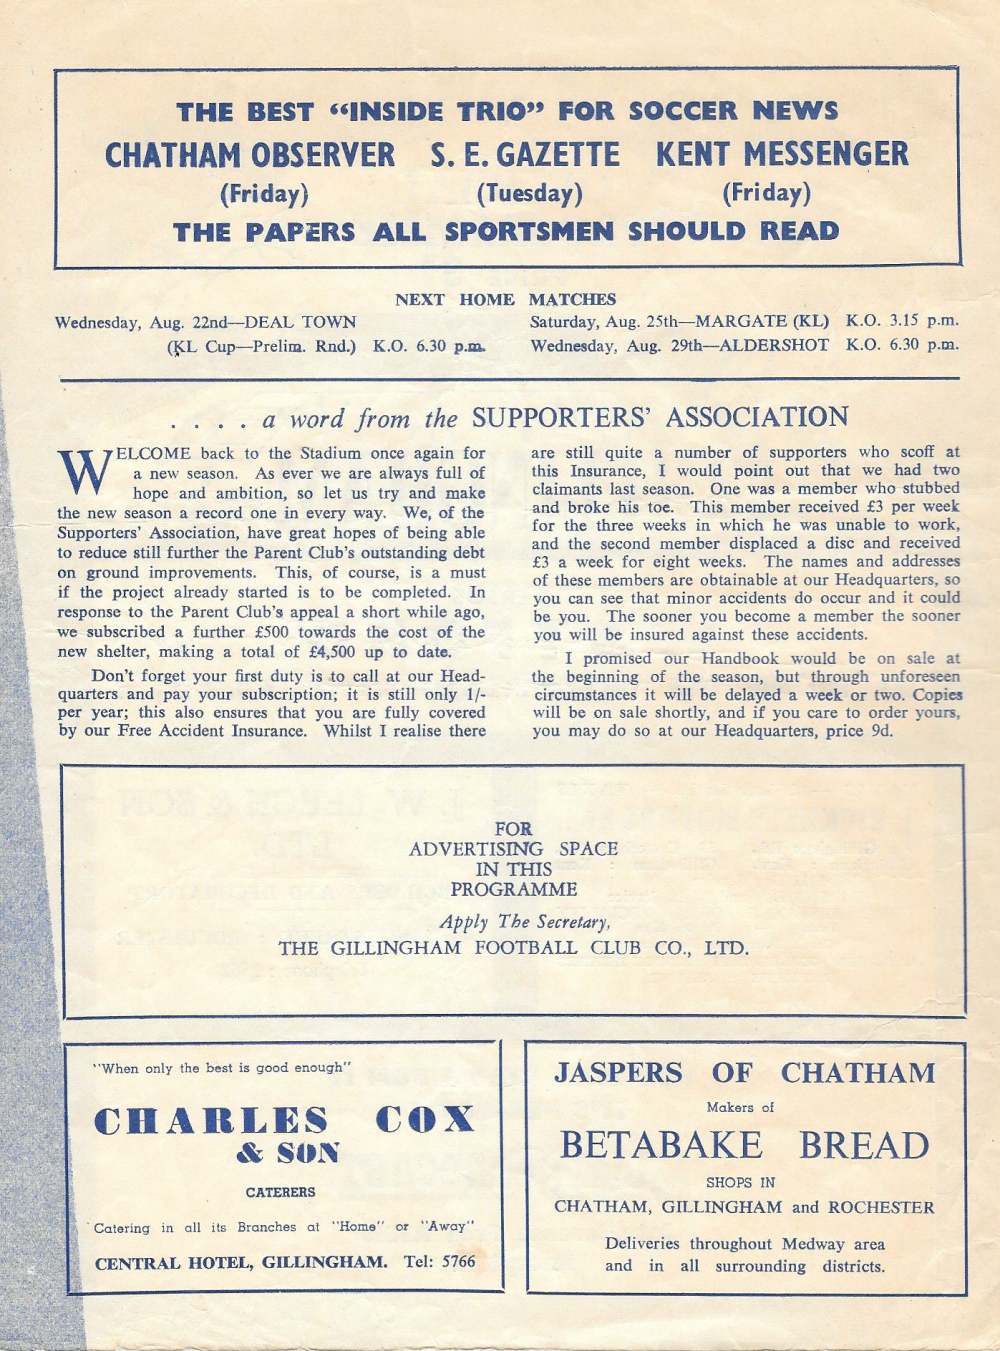 THE BEST “INSIDE TRIO” FOR SOCCER NEWS
CHATHAM OBSERVER S. E. GAZETTE KENT MESSENGER
(Friday) (Tuesday) (Friday)
THE PAPERS ALL SPORTSMEN SHOULD READ
NEXT HOME MATCHES
Wednesday, Aug. 22nd—DEAL TOWN
(KL Cup—Prelim. Rnd.) K.O. 6.30 p.m.
Saturday, Aug. 25th—MARGATE (KL) K.O. 3.15 p.m.
Wednesday, Aug. 29th—ALDERSHOT K.O. 6.30 p.m.
. . . . a word from the SUPPORTERS’ ASSOCIATION
WELCOME back to the Stadium once again for
a new season. As ever we are always full of
hope and ambition, so let us try and make
the new season a record one in every way. We, of the
Supporters’ Association, have great hopes of being able
to reduce still further the Parent Club’s outstanding debt
on ground improvements. This, of course, is a must
if the project already started is to be completed. In
response to the Parent Club’s appeal a short while ago,
we subscribed a further £500 towards the cost of the
new shelter, making a total of £4,500 up to date.
Don’t forget your first duty is to call at our Head-
quarters and pay your subscription; it is still only 1/-
per year; this also ensures that you are fully covered
by our Free Accident Insurance. Whilst I realise there
are still quite a number of supporters who scoff at
this Insurance, I would point out that we had two
claimants last season. One was a member who stubbed
and broke his toe. This member received £3 per week
for the three weeks in which he was unable to work,
and the second member displaced a disc and received
£3 a week for eight weeks. The names and addresses
of these members are obtainable at our Headquarters, so
you can see that minor accidents do occur and it could
be you. The sooner you become a member the sooner
you will be insured against these accidents.
I promised our Handbook would be on sale at
the beginning of the season, but through unforeseen
circumstances it will be delayed a week or two. Copies
will be on sale shortly, and if you care to order yours,
you may do so at our Headquarters, price 9d.
FOR
ADVERTISING SPACE
IN THIS
PROGRAMME
Apply The Secretary,
THE GILLINGHAM FOOTBALL CLUB CO., LTD.
"When only the best is good enough"
CHARLES COX
& SON
CATERERS
Catering in all its Branches at "Home" or "Away"
CENTRAL HOTEL, GILLINGHAM. Tel: 5766
JASPERS OF CHATHAM
Makers of
BETABAKE BREAD
SHOPS IN
CHATHAM, GILLINGHAM and ROCHESTER
Deliveries throughout Medway area
and in all surrounding districts.